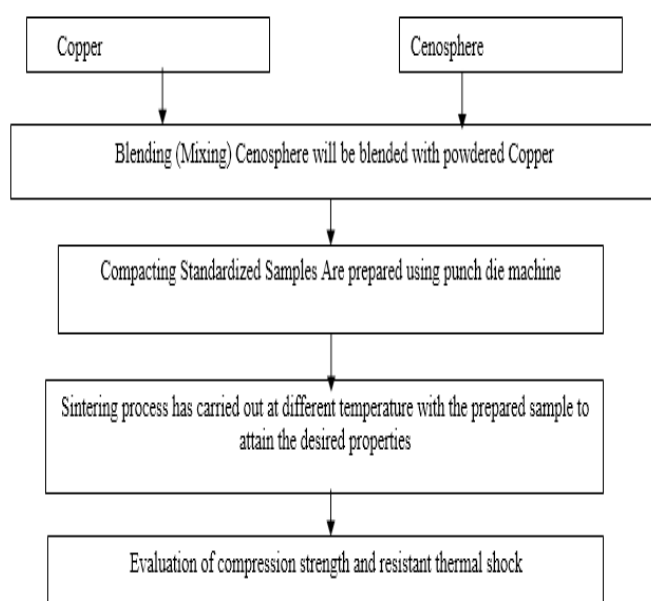 Copper
Cenosphere
Blending (Mixing) Cenosphere will be blended with powdered Copper
Compacting Standardized Samples Are prepared using punch die machine
Sintering process has carried out at different temperature with the prepared sample to
attain the desired properties
Evaluation of compression strength and resistant thermal shock